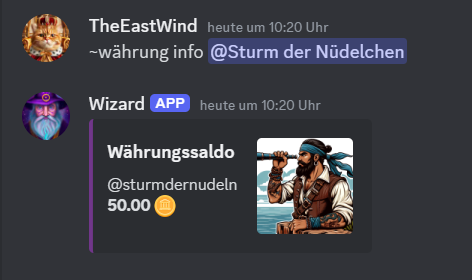 TheEastWind heute um 10:20 Uhr
~währung info @Sturm der Nüdelchen
Wizard APP heute um 10:20 Uhr
Währungssaldo
@sturmdernudeln
50.00